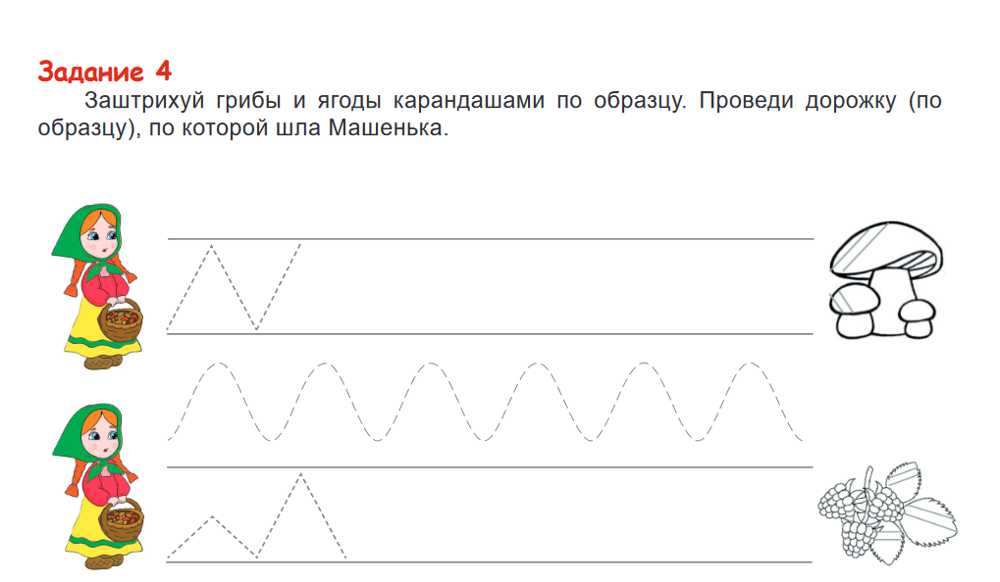 Задание 4
Заштрихуй грибы и ягоды карандашами по образцу. Проведи дорожку (по
образцу), по которой шла Машенька.